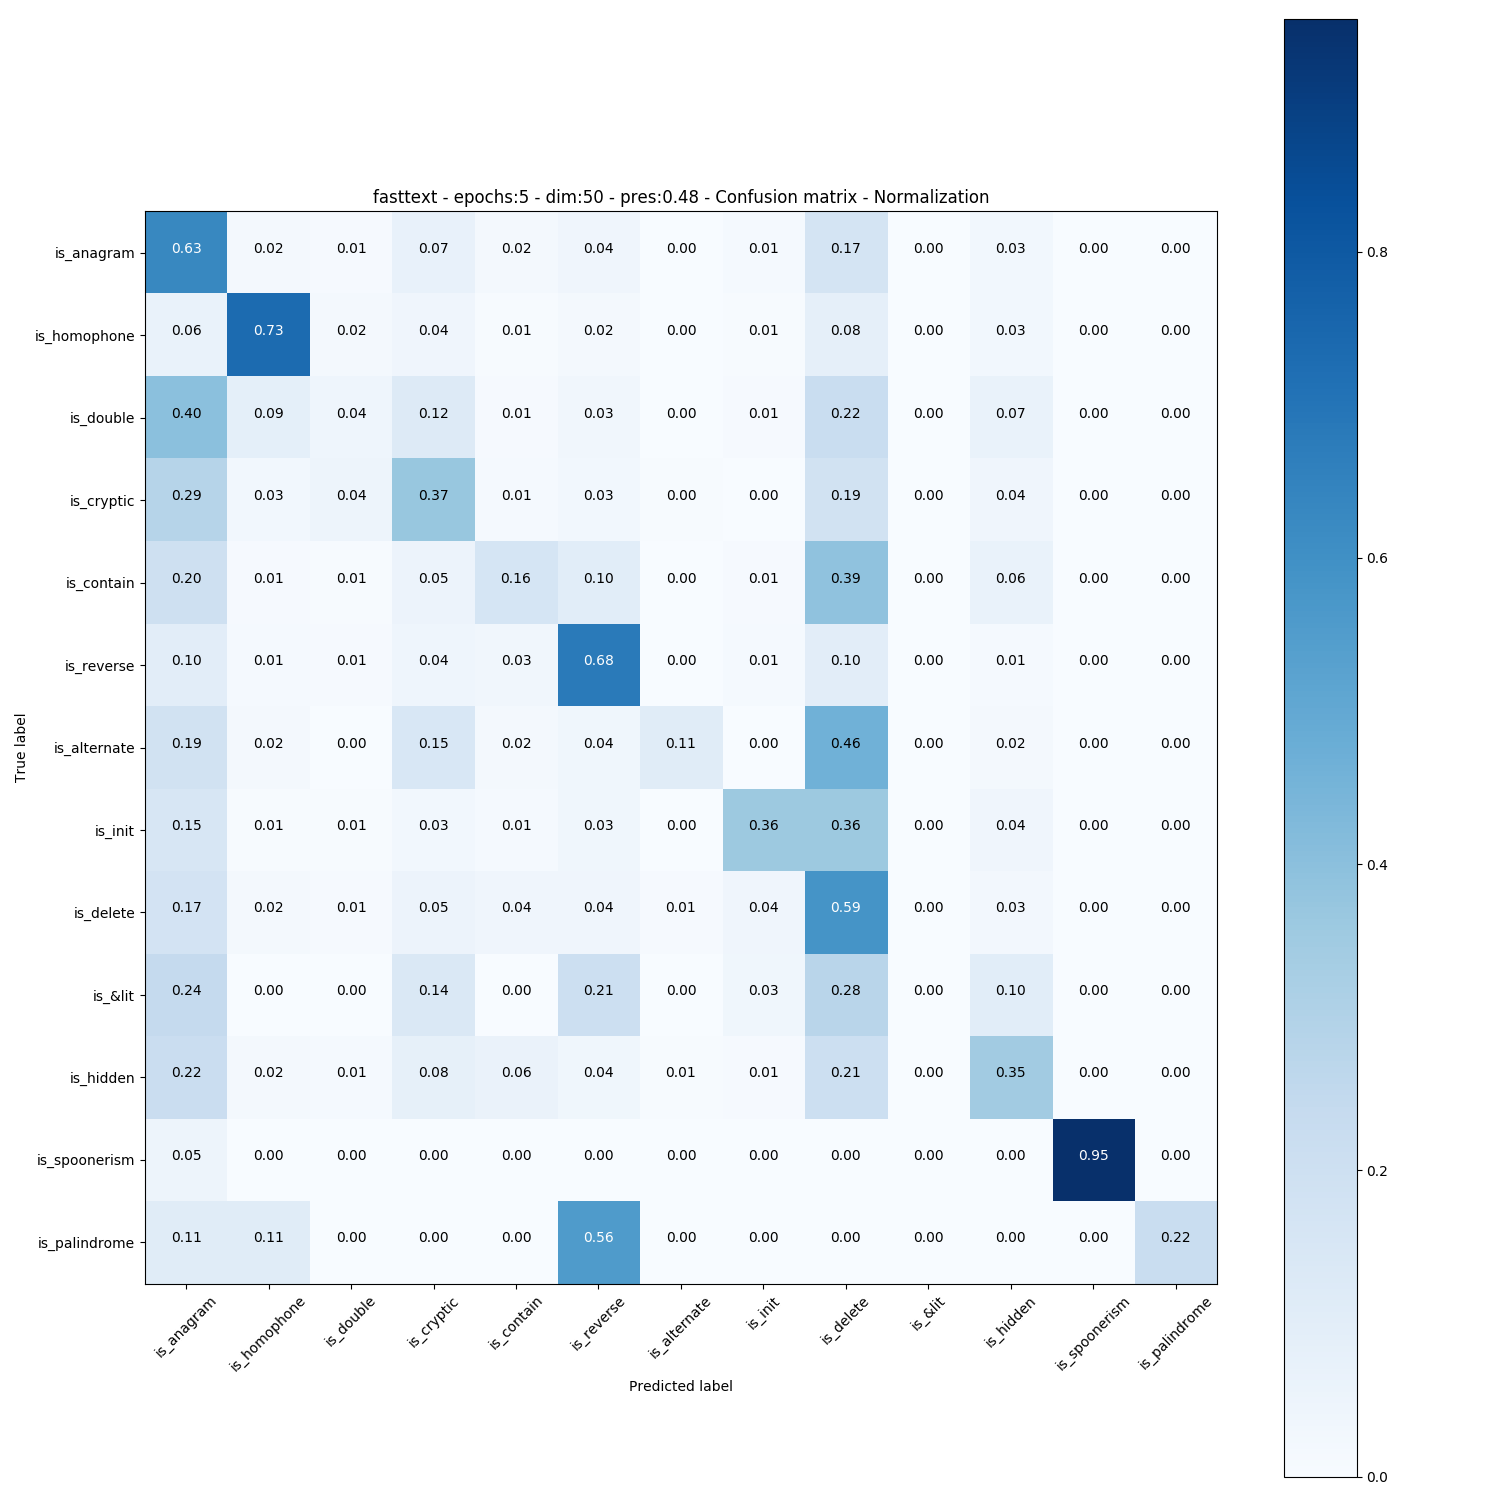 fasttext - epochs:5 - dim:50 - pres:0.48 - Confusion matrix - Normalization
True label
is_anagram 0.63 0.02 0.01 0.07 0.02 0.04 0.00 0.01 0.17 0.00 0.03 0.00 0.00
is_homophone 0.06 0.73 0.02 0.04 0.01 0.02 0.00 0.01 0.08 0.00 0.03 0.00 0.00
is_double 0.40 0.09 0.04 0.12 0.01 0.03 0.00 0.01 0.22 0.00 0.07 0.00 0.00
is_cryptic 0.29 0.03 0.04 0.37 0.01 0.03 0.00 0.00 0.19 0.00 0.04 0.00 0.00
is_contain 0.20 0.01 0.01 0.05 0.16 0.10 0.00 0.01 0.39 0.00 0.06 0.00 0.00
is_reverse 0.10 0.01 0.01 0.04 0.03 0.68 0.00 0.01 0.10 0.00 0.01 0.00 0.00
is_alternate 0.19 0.02 0.00 0.15 0.02 0.04 0.11 0.00 0.46 0.00 0.02 0.00 0.00
is_init 0.15 0.01 0.01 0.03 0.01 0.03 0.00 0.36 0.36 0.00 0.04 0.00 0.00
is_delete 0.17 0.02 0.01 0.05 0.04 0.04 0.01 0.04 0.59 0.00 0.03 0.00 0.00
is_&lit 0.24 0.00 0.00 0.14 0.00 0.21 0.00 0.03 0.28 0.00 0.10 0.00 0.00
is_hidden 0.22 0.02 0.01 0.08 0.06 0.04 0.01 0.01 0.21 0.00 0.35 0.00 0.00
is_spoonerism 0.05 0.00 0.00 0.00 0.00 0.00 0.00 0.00 0.00 0.00 0.00 0.95 0.00
is_palindrome 0.11 0.11 0.00 0.00 0.00 0.56 0.00 0.00 0.00 0.00 0.00 0.00 0.22
is_anagram is_homophone is_double is_cryptic is_contain is_reverse is_alternate is_init is_delete is_&lit is_hidden is_spoonerism is_palindrome
Predicted label
0.8
0.6
0.4
0.2
0.0